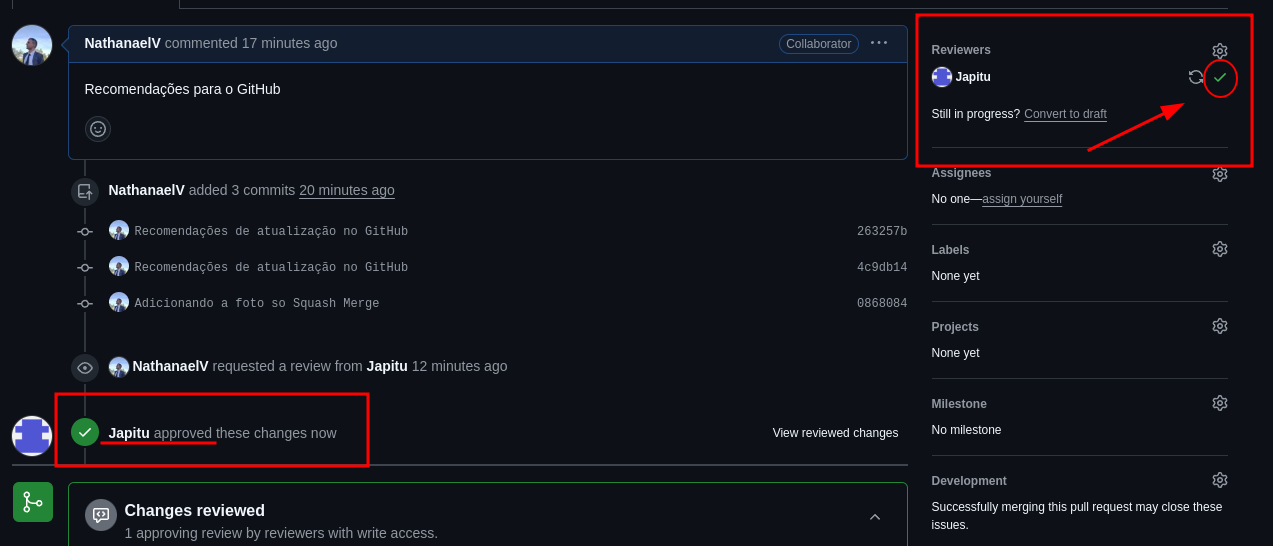 NathanaelV commented 17 minutes ago
Collaborator
Recomendações para o GitHub
NathanaelV added 3 commits 20 minutes ago
Recomendações de atualização no GitHub 263257b
Recomendações de atualização no GitHub 4c9db14
Adicionando a foto so Squash Merge 0868084
NathanaelV requested a review from Japitu 12 minutes ago
Japitu approved these changes now
View reviewed changes
Changes reviewed
1 approving review by reviewers with write access.
Reviewers
Japitu
Still in progress? Convert to draft
Assignees
No one—assign yourself
Labels
None yet
Projects
None yet
Milestone
No milestone
Development
Successfully merging this pull request may close these
issues.